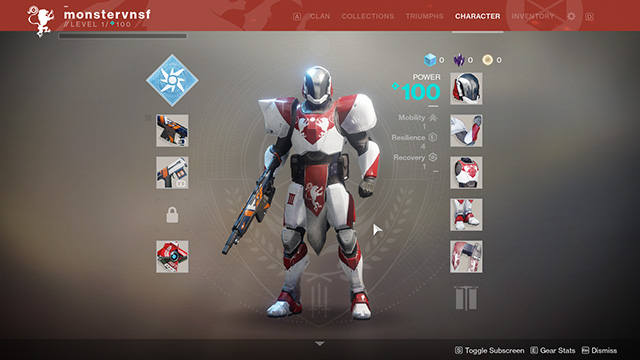 monstervnsf
// LEVEL 1/✧100
A CLAN COLLECTIONS TRIUMPHS CHARACTER INVENTORY D
0 0 0
POWER
✧100
Mobility
1
Resilience
4
Recovery
1
S Toggle Subscreen E Gear Stats Dismiss